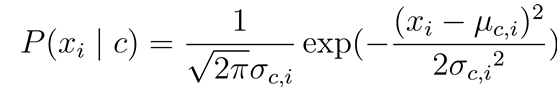 P(x_i | c) = \frac{1}{\sqrt{2\pi}\sigma_{c,i}} \exp(-\frac{(x_i - \mu_{c,i})^2}{2\sigma_{c,i}^2})